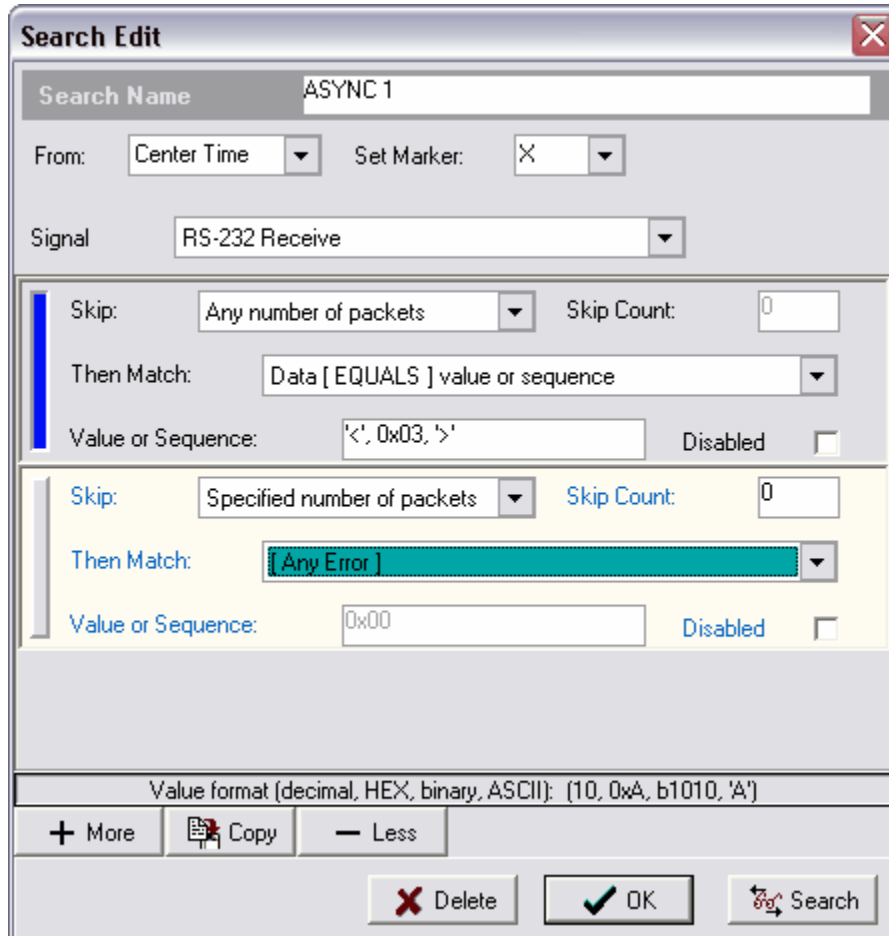 Search Edit
Search Name ASYNC 1
From: Center Time Set Marker: X
Signal RS-232 Receive
Skip: Any number of packets Skip Count: 0
Then Match: Data [ EQUALS ] value or sequence
Value or Sequence: '<', 0x03, '>' Disabled
Skip: Specified number of packets Skip Count: 0
Then Match: [ Any Error ]
Value or Sequence: 0x00 Disabled
Value format (decimal, HEX, binary, ASCII): (10, 0xA, b1010, 'A')
+ More Copy — Less
Delete OK Search